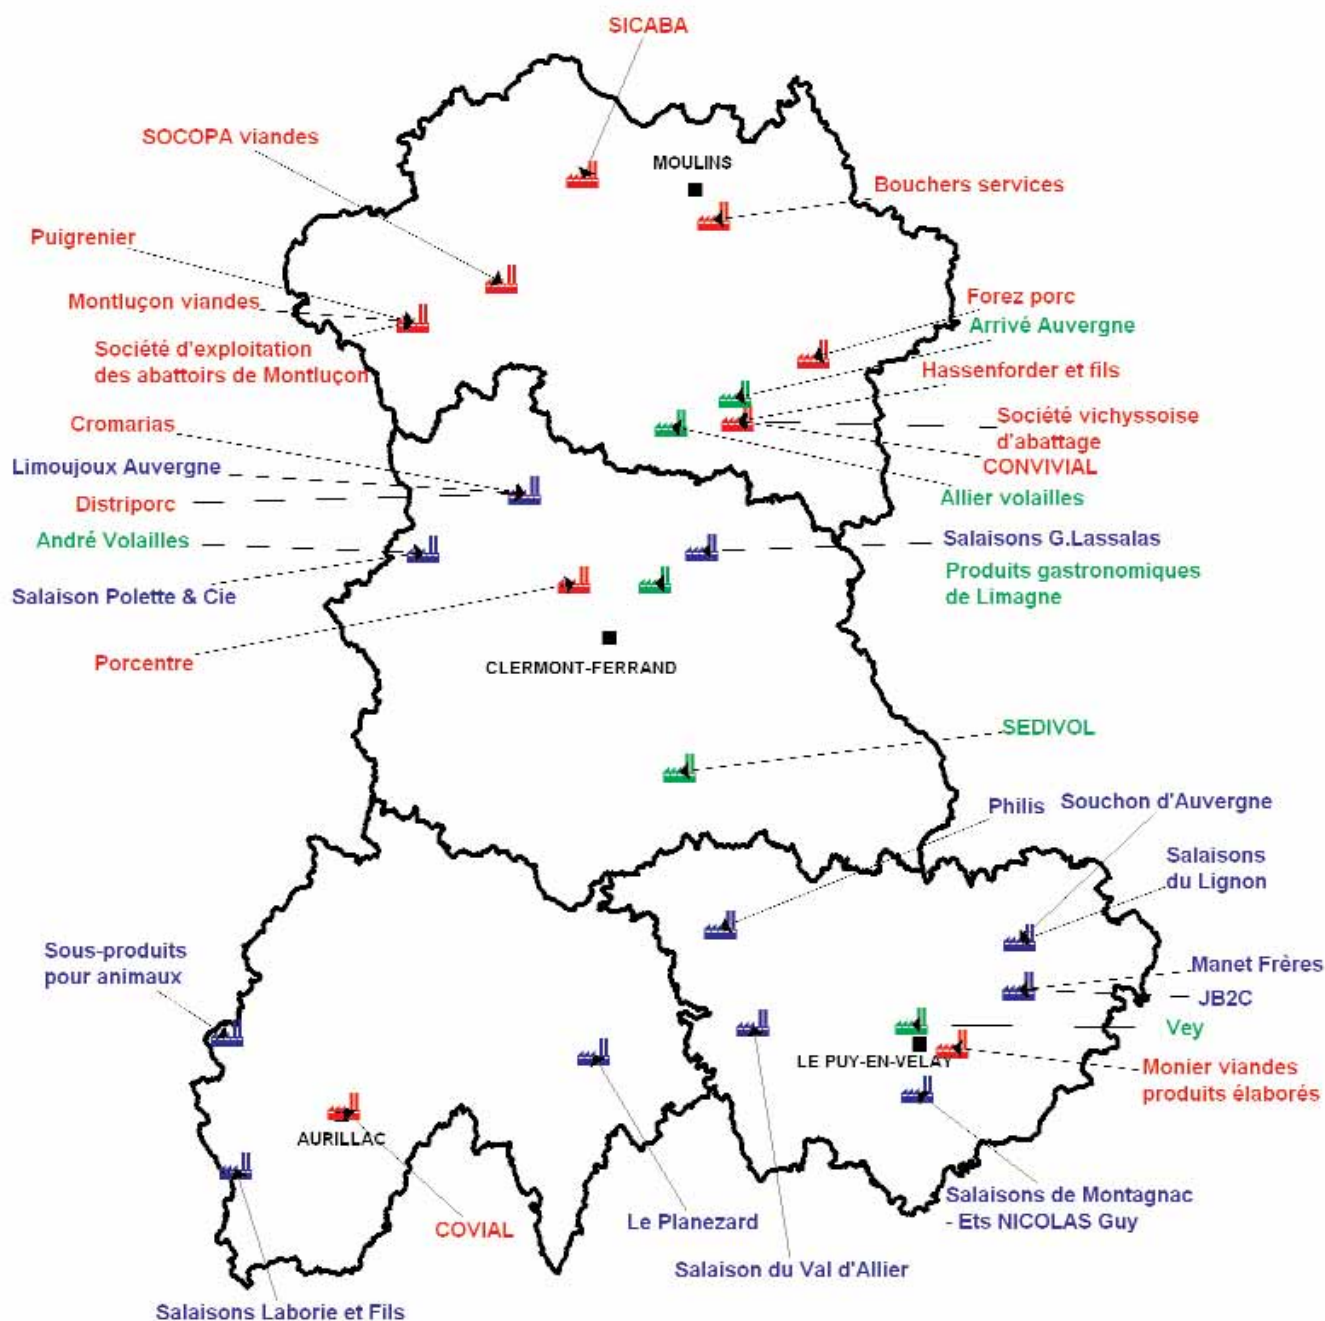 SICABA
SOCOPA viandes
MOULINS
Bouchers services
Puigrenier
Montluçon viandes
Forez porc
Arrivé Auvergne
Société d'exploitation
des abattoirs de Montluçon
Hassenforder et fils
Cromarias
Société vichyssoise
d'abattage
Limoujoux Auvergne
CONVIVIAL
Distriporc
Allier volailles
André Volailles
Salaisons G.Lassalas
Salaison Polette & Cie
Produits gastronomiques
de Limagne
Porcentre
CLERMONT-FERRAND
SEDIVOL
Philis
Souchon d'Auvergne
Salaisons
du Lignon
Sous-produits
pour animaux
Manet Frères
JB2C
Vey
LE PUY-EN-VELAY
Monier viandes
produits élaborés
AURILLAC
Salaisons de Montagnac
- Ets NICOLAS Guy
COVIAL
Le Planezard
Salaison du Val d'Allier
Salaisons Laborie et Fils